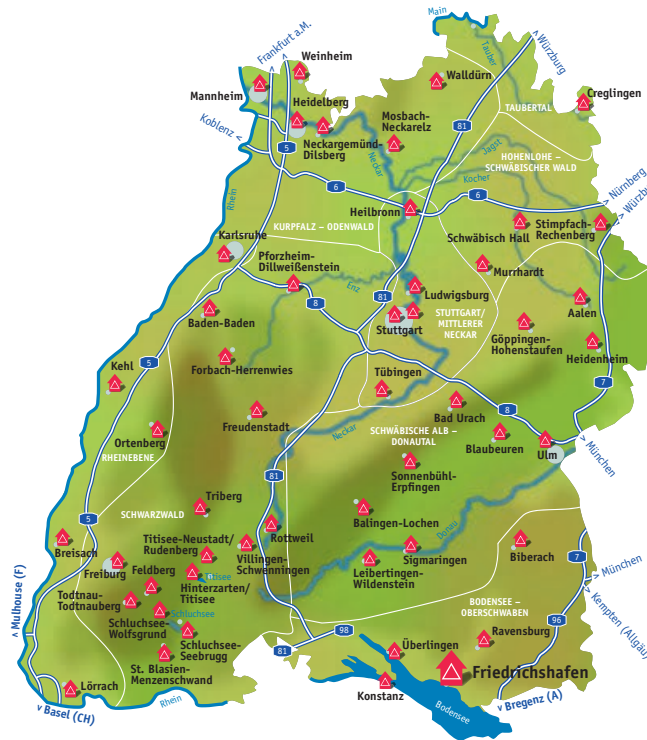 Main
Tauber
Frankfurt a.M.
Weinheim
> Würzburg
Walldürn
Mannheim
Creglingen
Heidelberg
TAUBERTAL
Mosbach-
Neckarelz
Koblenz
81
Neckargemünd-
Dilsberg
5
Neckar
Jagst
HOHENLOHE –
SCHWÄBISCHER WALD
Kocher
6
6
> Nürnberg
> Würzbu
Rhein
Heilbronn
KURPFALZ – ODENWALD
Schwäbisch Hall
Stimpfach-
Rechenberg
Karlsruhe
Pforzheim-
Dillweißenstein
Murrhardt
Enz
81
Ludwigsburg
8
Baden-Baden
Stuttgart
STUTTGART/
MITTLERER
NECKAR
Aalen
Göppingen-
Hohenstaufen
Heidenheim
Kehl
5
Forbach-Herrenwies
Tübingen
7
Freudenstadt
Bad Urach
8
Neckar
SCHWÄBISCHE ALB –
DONAUTAL
Blaubeuren
Ulm
> München
Ortenberg
RHEINEBENE
81
Sonnenbühl-
Erpfingen
Triberg
SCHWARZWALD
Balingen-Lochen
5
Rottweil
Donau
Breisach
Titisee-Neustadt/
Rudenberg
Villingen-
Schwenningen
Sigmaringen
Biberach
7
Freiburg
Feldberg
Titisee
Leibertingen-
Wildenstein
> München
Hinterzarten/
Titisee
Todtnau-
Todtnauberg
> Kempten (Allgäu)
> Mulhouse (F)
Schluchsee
BODENSEE –
OBERSCHWABEN
Schluchsee-
Wolfsgrund
96
98
Ravensburg
Schluchsee-
Seebrugg
81
Überlingen
St. Blasien-
Menzenschwand
Friedrichshafen
Lörrach
Konstanz
Rhein
> Basel (CH)
Bodensee
> Bregenz (A)